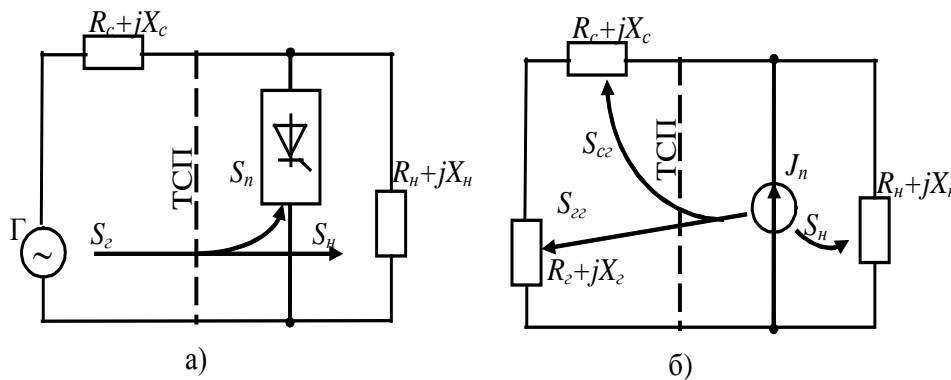 R_c+jX_c
ТСП
S_п
R_н+jX_н
Г
~
S_г
S_н
а)
R_c+jX_c
ТСП
S_сг
J_п
R_н+jX_н
S_гг
S_н
R_г+jX_г
б)